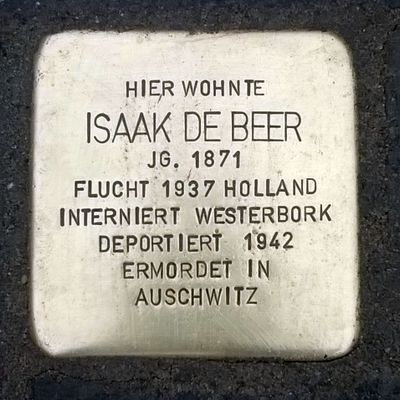 HIER WOHNTE
ISAAK DE BEER
JG. 1871
FLUCHT 1937 HOLLAND
INTERNIERT WESTERBORK
DEPORTIERT 1942
ERMORDET IN
AUSCHWITZ